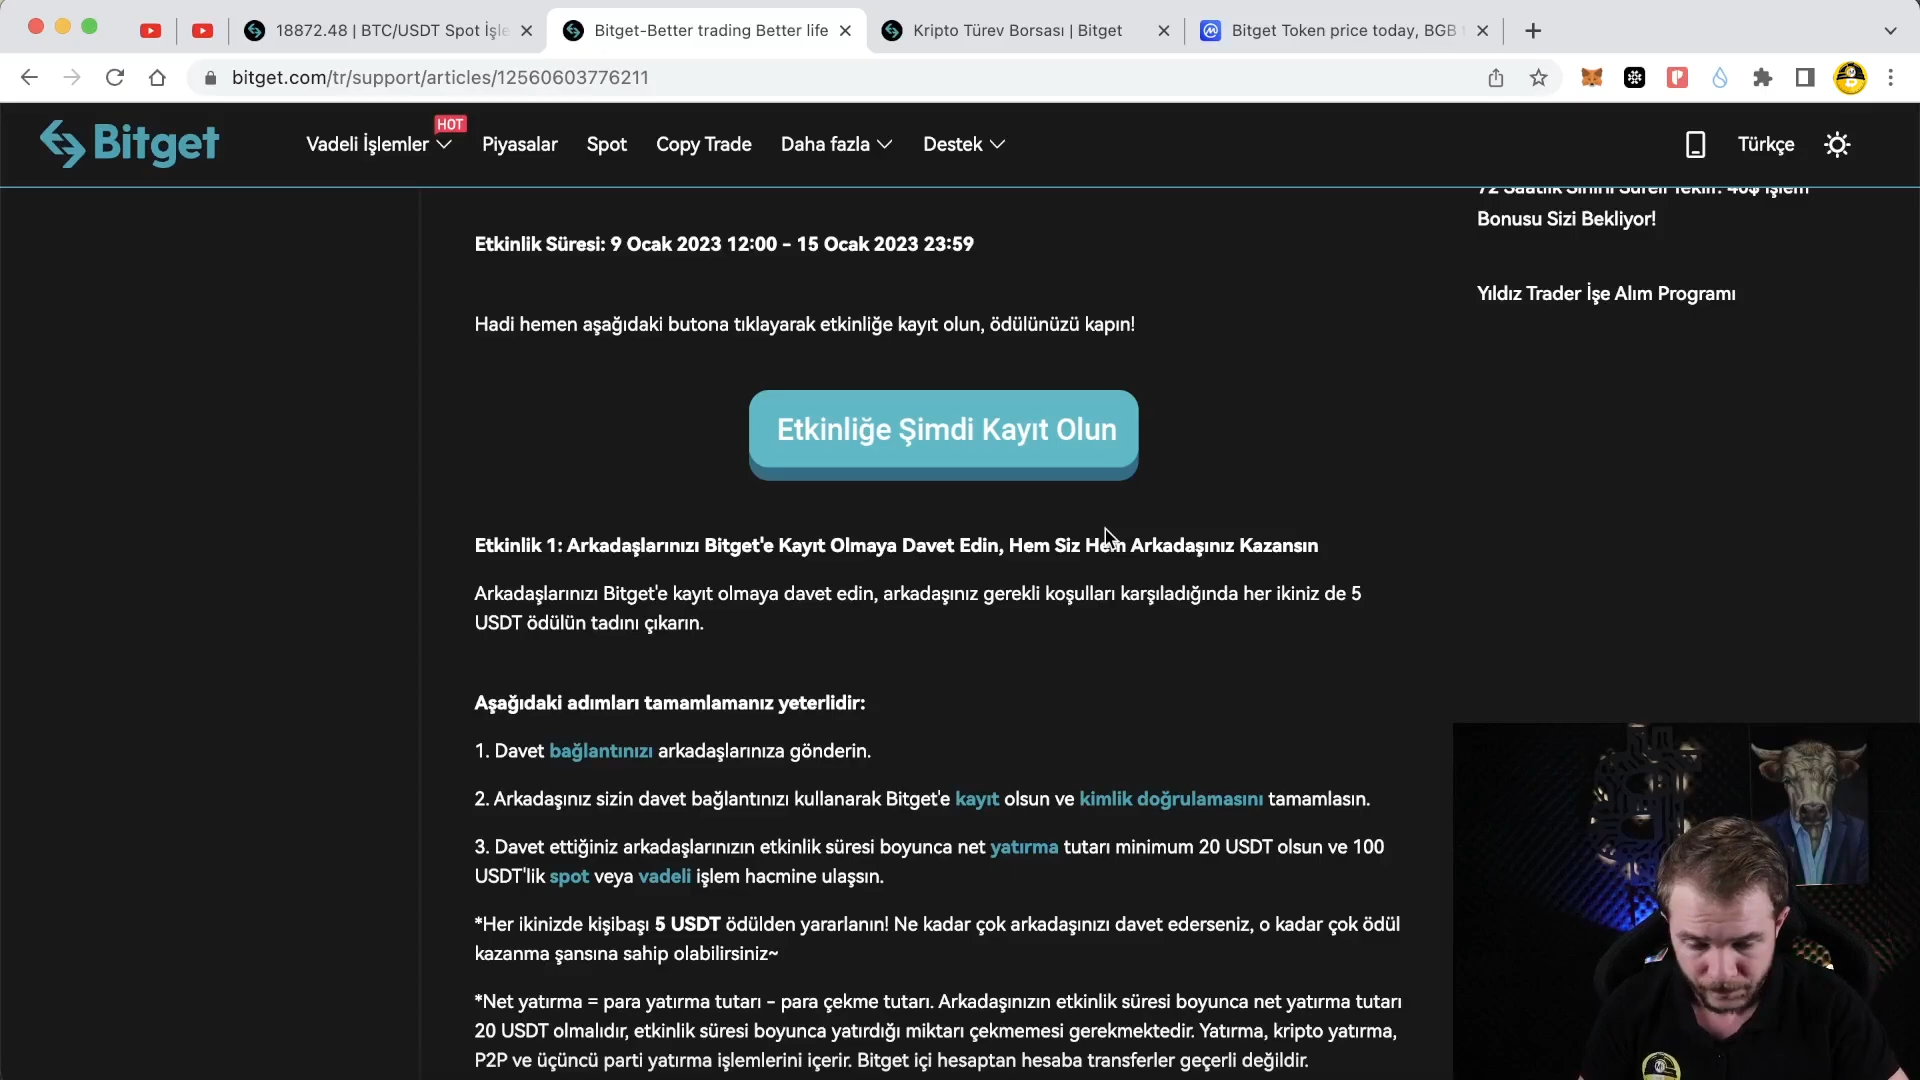 18872.48 | BTC/USDT Spot İşle
Bitget-Better trading Better life
Kripto Türev Borsası | Bitget
Bitget Token price today, BGB
bitget.com/tr/support/articles/12560603776211
Bitget
Vadeli İşlemler
HOT
Piyasalar
Spot
Copy Trade
Daha fazla
Destek
Türkçe
72 Saatlik Sınırlı Süreli Teklif: 40$ İşlem
Bonusu Sizi Bekliyor!
Yıldız Trader İşe Alım Programı
Etkinlik Süresi: 9 Ocak 2023 12:00 - 15 Ocak 2023 23:59
Hadi hemen aşağıdaki butona tıklayarak etkinliğe kayıt olun, ödülünüzü kapın!
Etkinliğe Şimdi Kayıt Olun
Etkinlik 1: Arkadaşlarınızı Bitget'e Kayıt Olmaya Davet Edin, Hem Siz Hem Arkadaşınız Kazansın
Arkadaşlarınızı Bitget'e kayıt olmaya davet edin, arkadaşınız gerekli koşulları karşıladığında her ikiniz de 5
USDT ödülün tadını çıkarın.
Aşağıdaki adımları tamamlamanız yeterlidir:
1. Davet bağlantınızı arkadaşlarınıza gönderin.
2. Arkadaşınız sizin davet bağlantınızı kullanarak Bitget'e kayıt olsun ve kimlik doğrulamasını tamamlasın.
3. Davet ettiğiniz arkadaşlarınızın etkinlik süresi boyunca net yatırma tutarı minimum 20 USDT olsun ve 100
USDT'lik spot veya vadeli işlem hacmine ulaşsın.
*Her ikinizde kişibaşı 5 USDT ödülden yararlanın! Ne kadar çok arkadaşınızı davet ederseniz, o kadar çok ödül
kazanma şansına sahip olabilirsiniz~
*Net yatırma = para yatırma tutarı - para çekme tutarı. Arkadaşınızın etkinlik süresi boyunca net yatırma tutarı
20 USDT olmalıdır, etkinlik süresi boyunca yatırdığı miktarı çekmemesi gerekmektedir. Yatırma, kripto yatırma,
P2P ve üçüncü parti yatırma işlemlerini içerir. Bitget içi hesaptan hesaba transferler geçerli değildir.